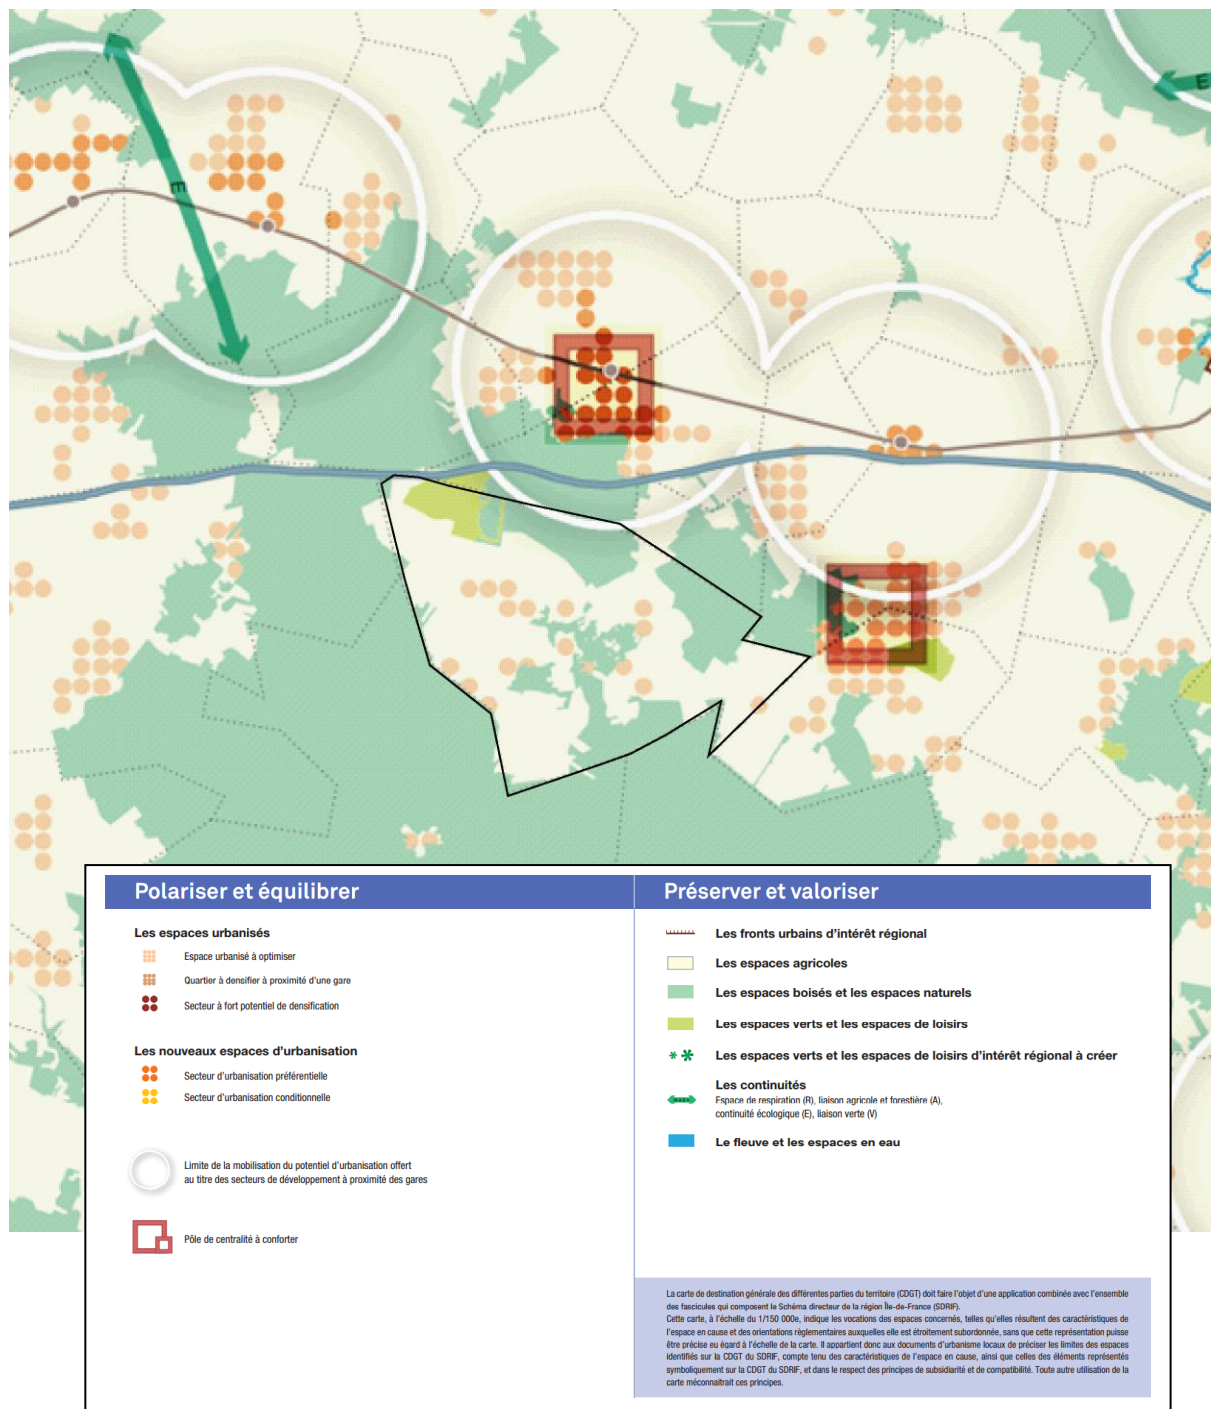 E
E
Polariser et équilibrer
Les espaces urbanisés
Espace urbanisé à optimiser
Quartier à densifier à proximité d'une gare
Secteur à fort potentiel de densification
Les nouveaux espaces d'urbanisation
Secteur d'urbanisation préférentielle
Secteur d'urbanisation conditionnelle
Limite de la mobilisation du potentiel d'urbanisation offert
au titre des secteurs de développement à proximité des gares
Pôle de centralité à conforter
Préserver et valoriser
Les fronts urbains d'intérêt régional
Les espaces agricoles
Les espaces boisés et les espaces naturels
Les espaces verts et les espaces de loisirs
Les espaces verts et les espaces de loisirs d'intérêt régional à créer
Les continuités
Espace de respiration (R), liaison agricole et forestière (A),
continuité écologique (E), liaison verte (V)
Le fleuve et les espaces en eau
La carte de destination générale des différentes parties du territoire (CDGT) doit faire l'objet d'une application combinée avec l'ensemble
des fascicules qui composent le Schéma directeur de la région Île-de-France (SDRIF).
Cette carte, à l'échelle du 1/150 000e, indique les vocations des espaces concernés, telles qu'elles résultent des caractéristiques de
l'espace en cause et des orientations règlementaires auxquelles elle est étroitement subordonnée, sans que cette représentation puisse
être précise eu égard à l'échelle de la carte. Il appartient donc aux documents d'urbanisme locaux de préciser les limites des espaces
identifiés sur la CDGT du SDRIF, compte tenu des caractéristiques de l'espace en cause, ainsi que celles des éléments représentés
symboliquement sur la CDGT du SDRIF, et dans le respect des principes de subsidiarité et de compatibilité. Toute autre utilisation de la
carte méconnaitrait ces principes.